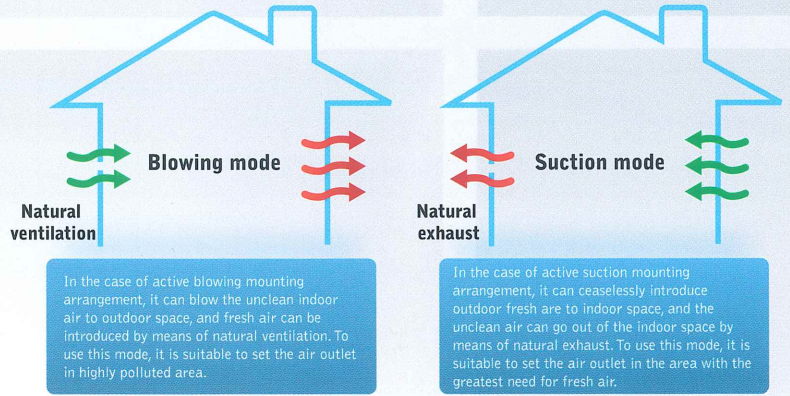 Blowing mode
Natural
ventilation
In the case of active blowing mounting
arrangement, it can blow the unclean indoor
air to outdoor space, and fresh air can be
introduced by means of natural ventilation. To
use this mode, it is suitable to set the air outlet
in highly polluted area.
Suction mode
Natural
exhaust
In the case of active suction mounting
arrangement, it can ceaselessly introduce
outdoor fresh are to indoor space, and the
unclean air can go out of the indoor space by
means of natural exhaust. To use this mode, it is
suitable to set the air outlet in the area with the
greatest need for fresh air.